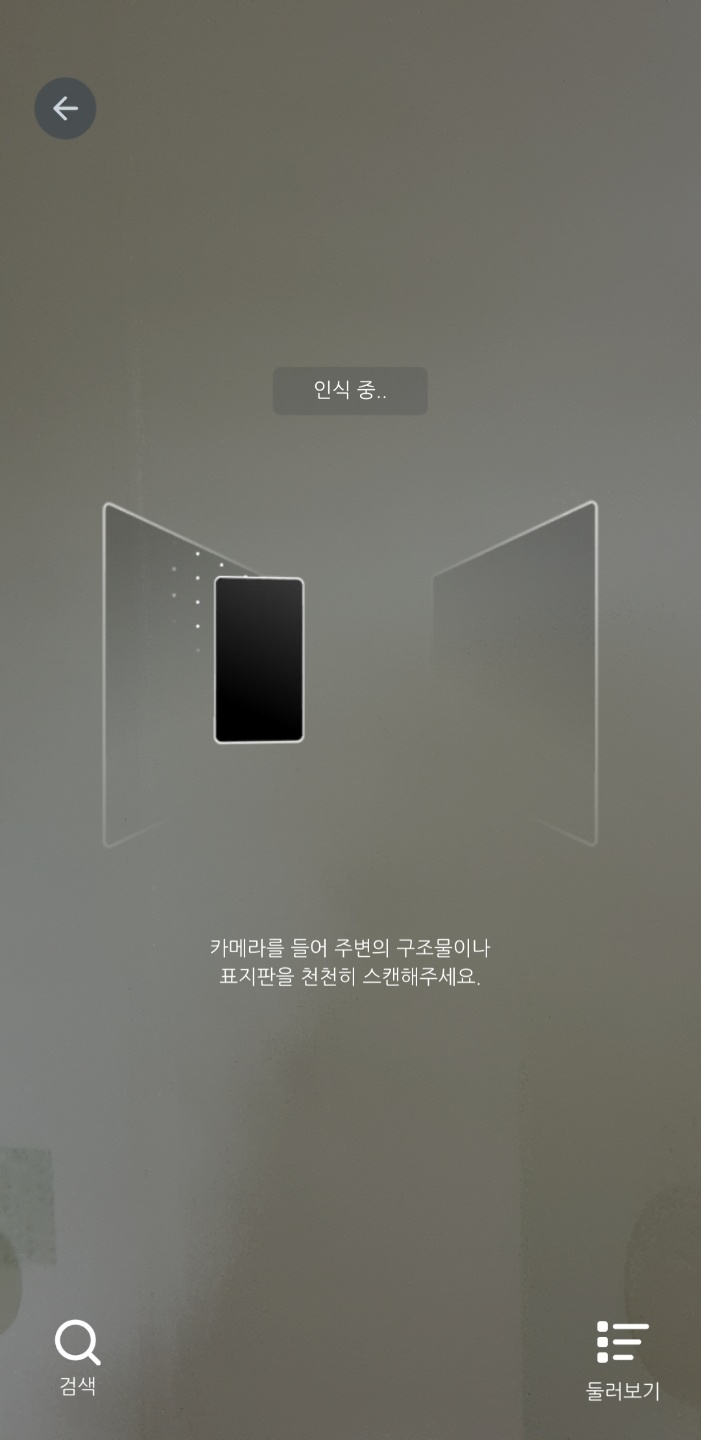 인식 중..
카메라를 들어 주변의 구조물이나
표지판을 천천히 스캔해주세요.
검색
둘러보기